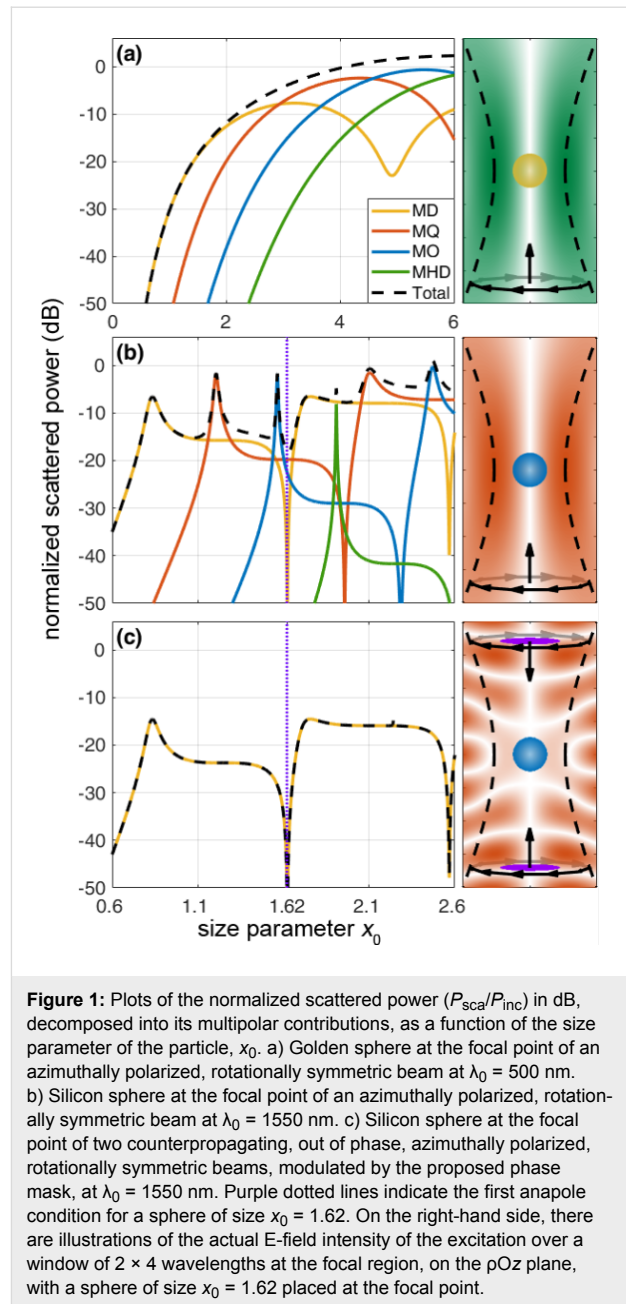 normalized scattered power (dB)
(a)
0
-10
-20
-30
-40
-50
MD
MQ
MO
MHD
Total
0 2 4 6
(b)
0
-10
-20
-30
-40
-50
(c)
0
-10
-20
-30
-40
-50
0.6 1.1 1.62 2.1 2.6
size parameter x₀
Figure 1: Plots of the normalized scattered power (Psca/Pinc) in dB,
decomposed into its multipolar contributions, as a function of the size
parameter of the particle, x₀. a) Golden sphere at the focal point of an
azimuthally polarized, rotationally symmetric beam at λ₀ = 500 nm.
b) Silicon sphere at the focal point of an azimuthally polarized, rotation-
ally symmetric beam at λ₀ = 1550 nm. c) Silicon sphere at the focal
point of two counterpropagating, out of phase, azimuthally polarized,
rotationally symmetric beams, modulated by the proposed phase
mask, at λ₀ = 1550 nm. Purple dotted lines indicate the first anapole
condition for a sphere of size x₀ = 1.62. On the right-hand side, there
are illustrations of the actual E-field intensity of the excitation over a
window of 2 × 4 wavelengths at the focal region, on the ρOz plane,
with a sphere of size x₀ = 1.62 placed at the focal point.